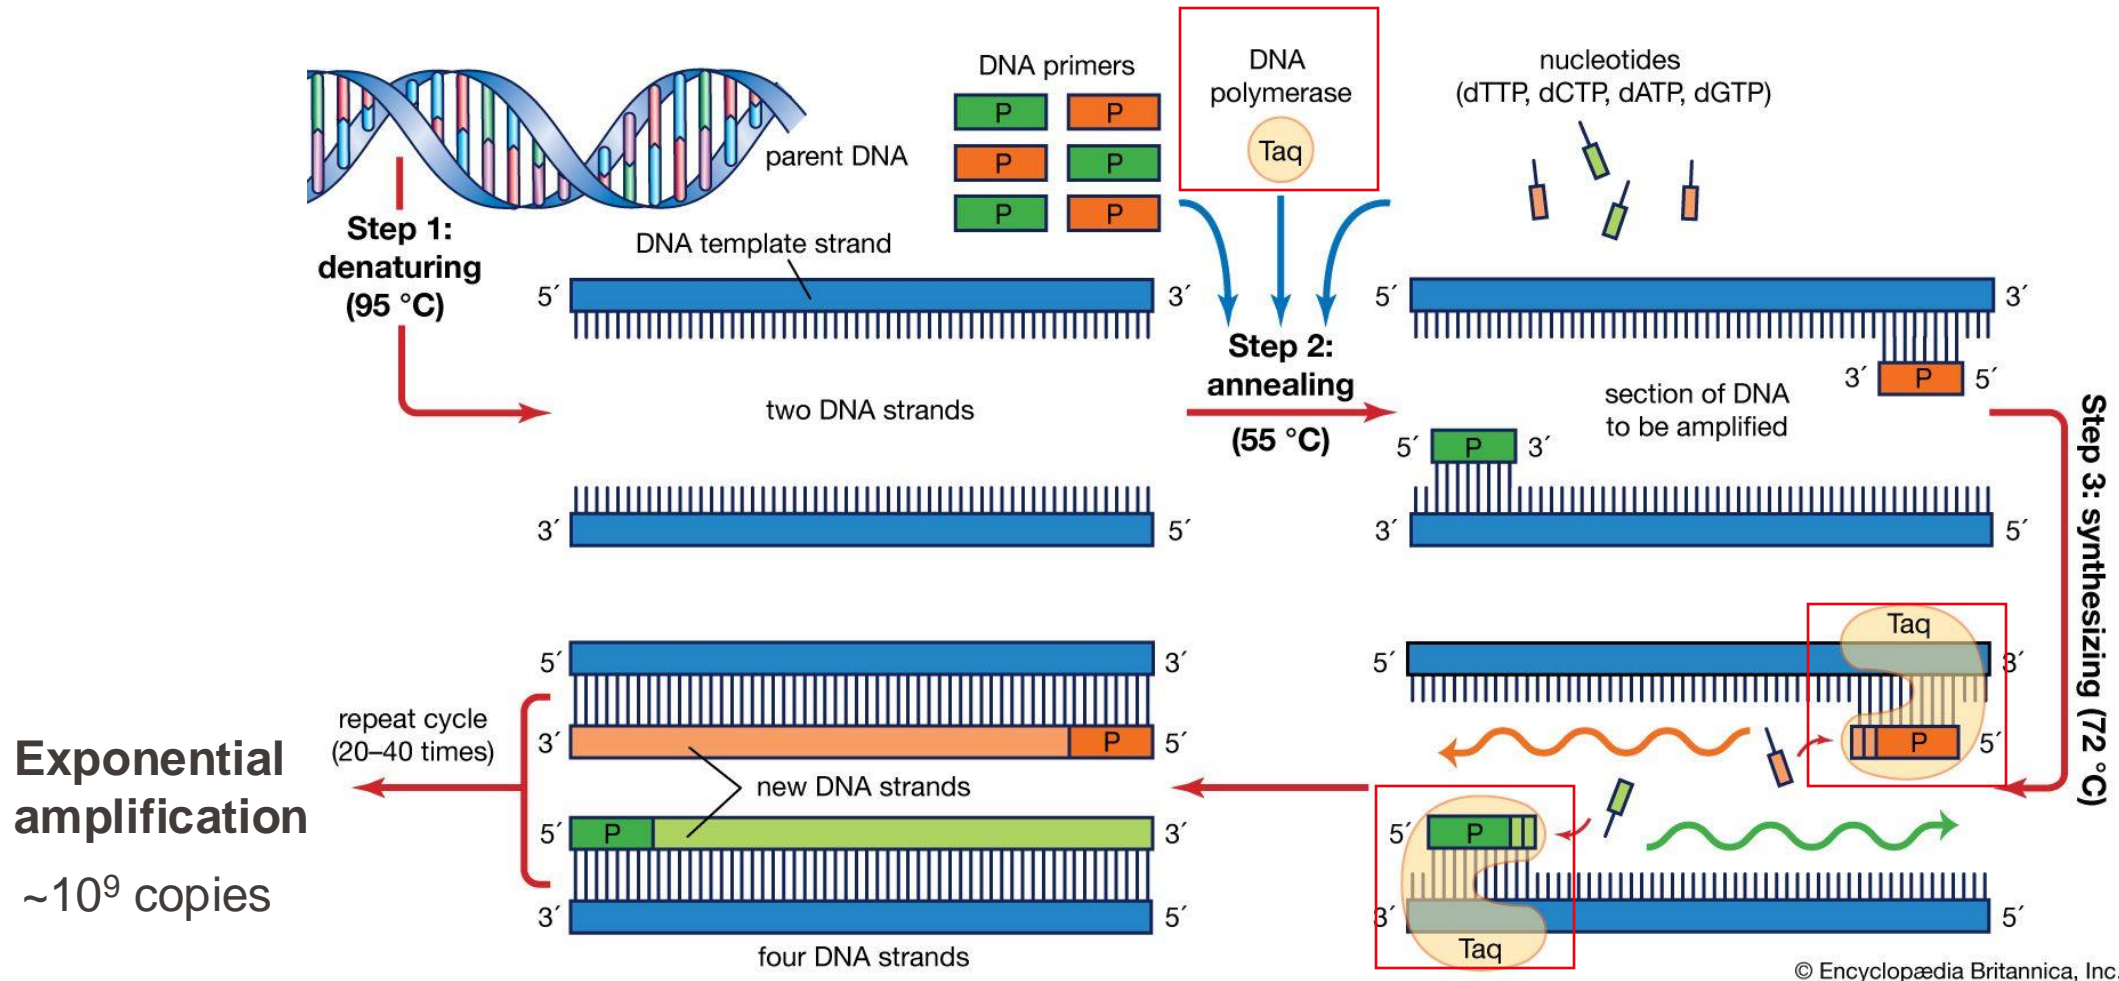 parent DNA
Step 1:
denaturing
(95 °C)
DNA template strand
5´
3´
two DNA strands
3´
5´
DNA primers
P
P
P
P
P
P
DNA
polymerase
Taq
nucleotides
(dTTP, dCTP, dATP, dGTP)
Step 2:
annealing
(55 °C)
5´
3´
3´
P
5´
section of DNA
to be amplified
5´
P
3´
3´
5´
Step 3: synthesizing (72 °C)
Taq
5´
3´
P
5´
5´
P
3´
5´
Taq
5´
3´
3´
P
5´
new DNA strands
5´
P
3´
3´
5´
four DNA strands
repeat cycle
(20–40 times)
Exponential
amplification
~10⁹ copies
© Encyclopædia Britannica, Inc.